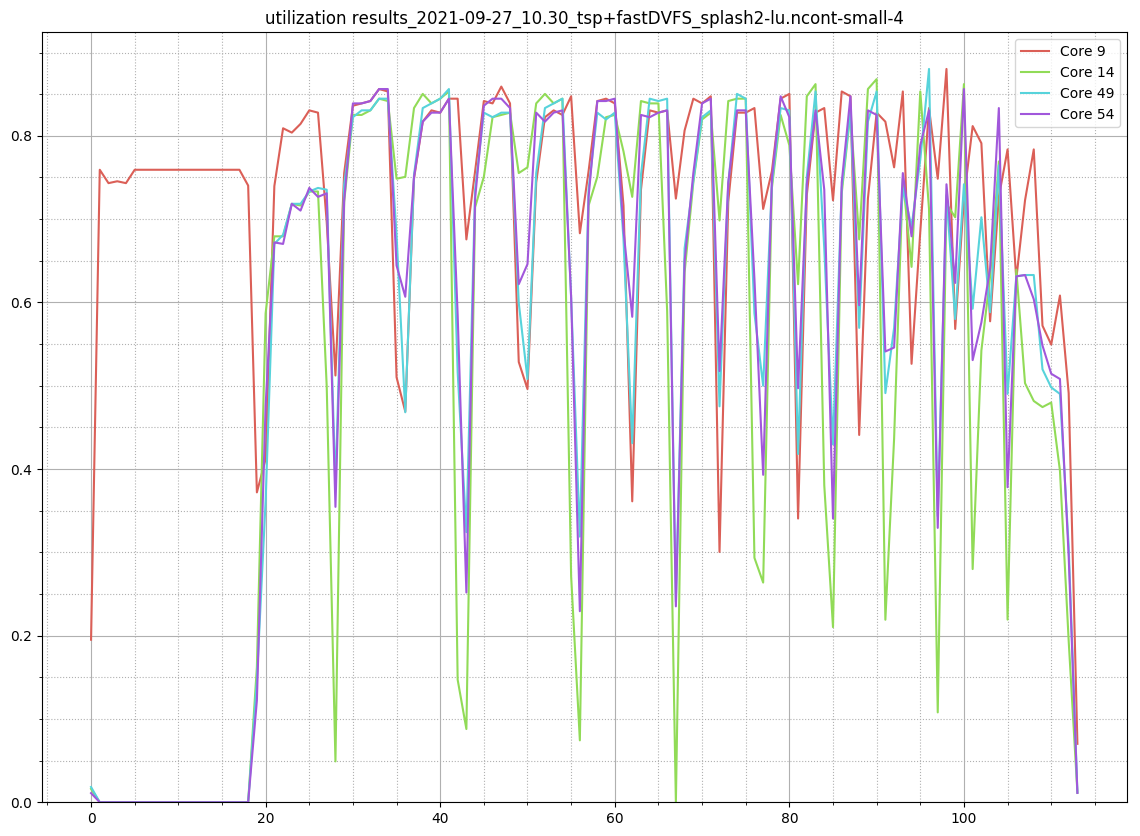 utilization results_2021-09-27_10.30_tsp+fastDVFS_splash2-lu.ncont-small-4
Core 9
Core 14
Core 49
Core 54
0.8
0.6
0.4
0.2
0.0
0 20 40 60 80 100